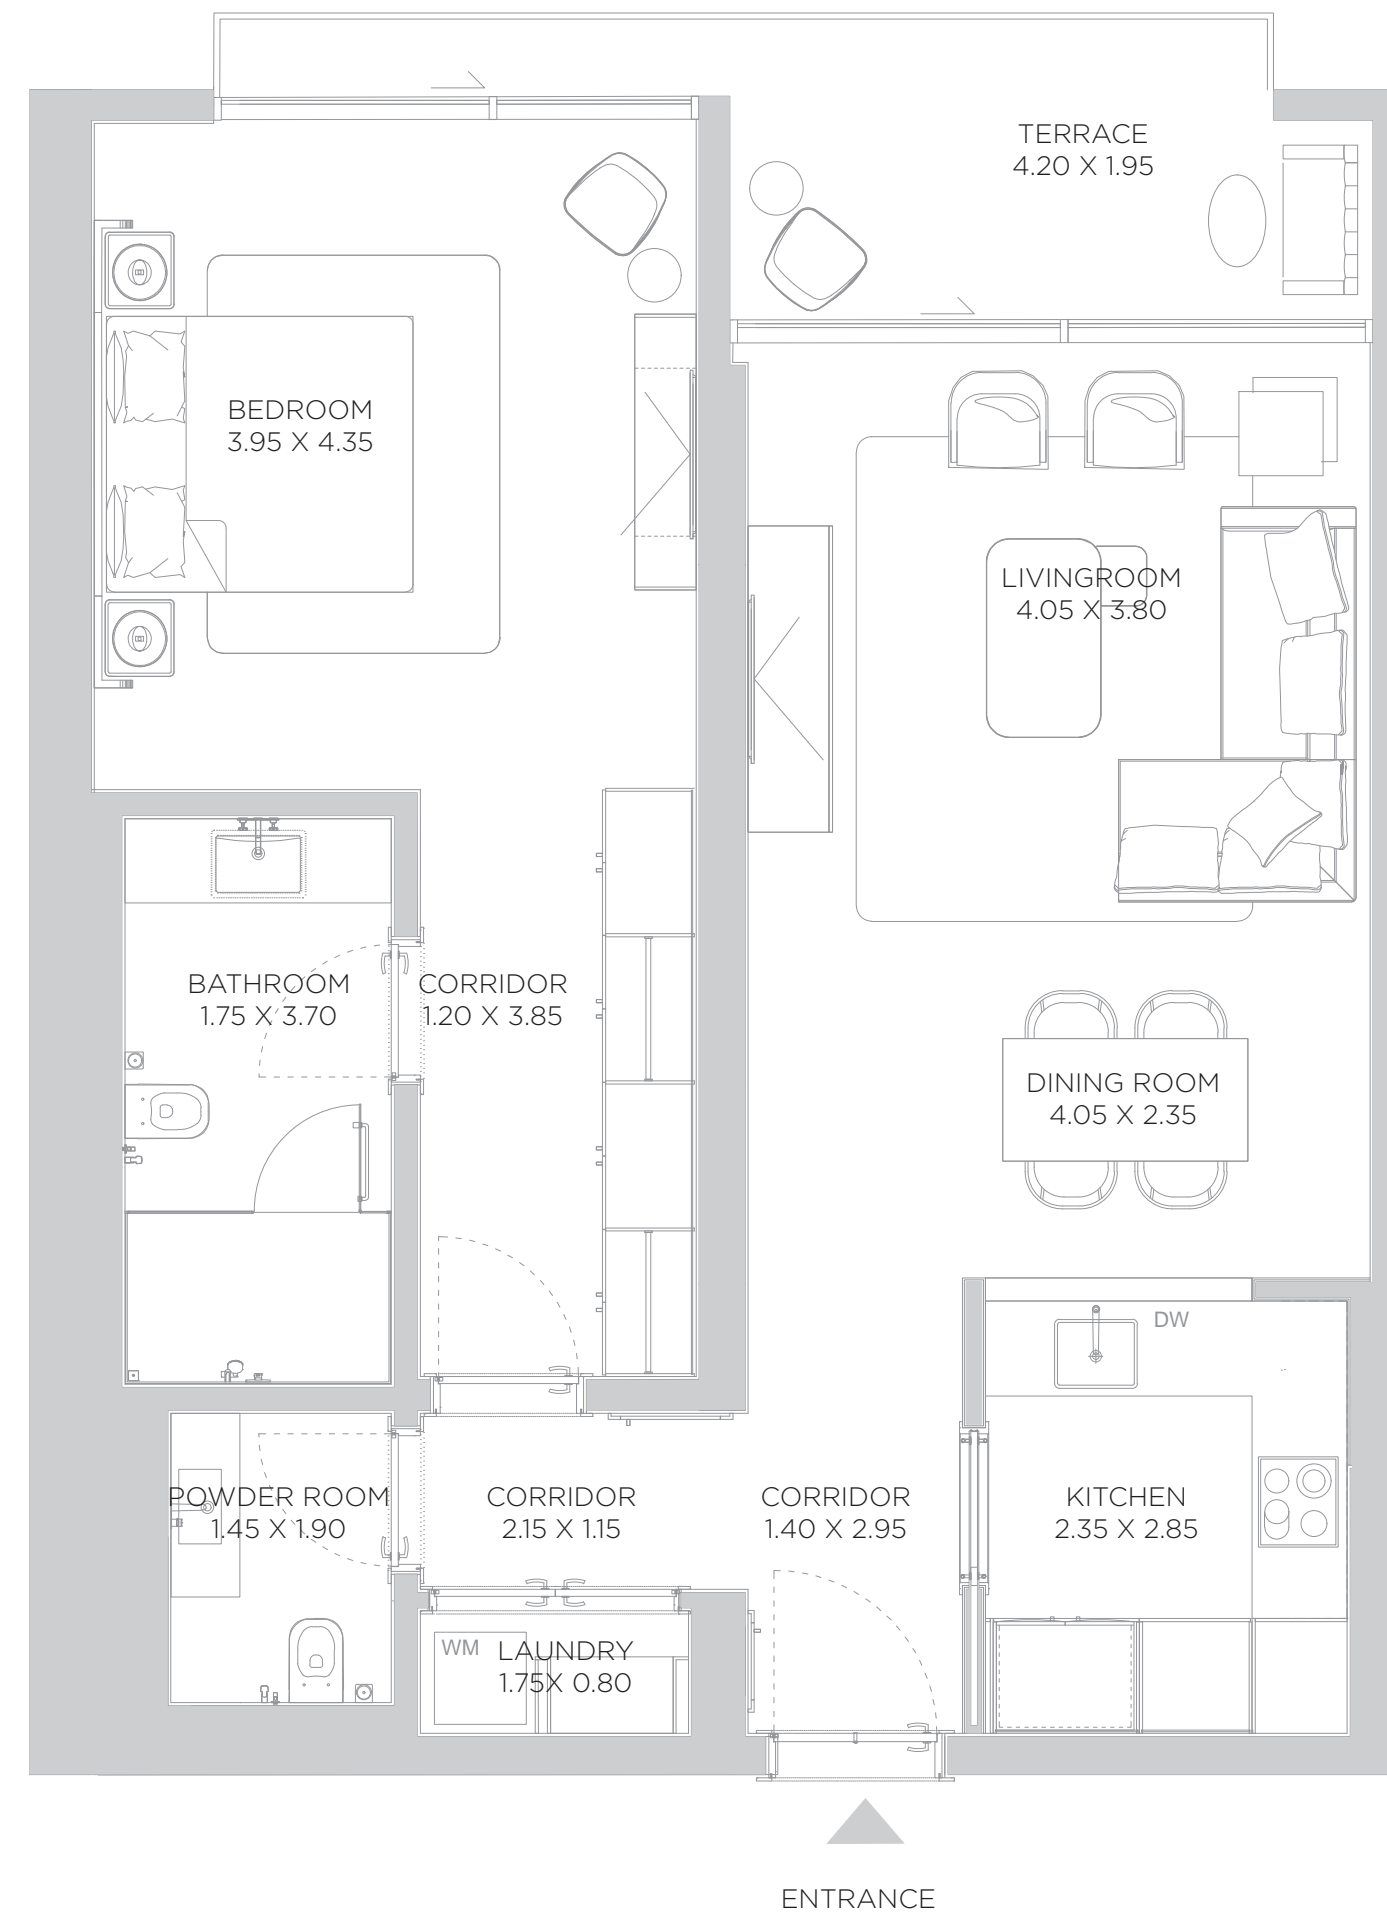 TERRACE
4.20 X 1.95
BEDROOM
3.95 X 4.35
LIVINGROOM
4.05 X 3.80
BATHROOM
1.75 X 3.70
CORRIDOR
1.20 X 3.85
DINING ROOM
4.05 X 2.35
DW
POWDER ROOM
1.45 X 1.90
CORRIDOR
2.15 X 1.15
CORRIDOR
1.40 X 2.95
KITCHEN
2.35 X 2.85
WM
LAUNDRY
1.75X 0.80
ENTRANCE